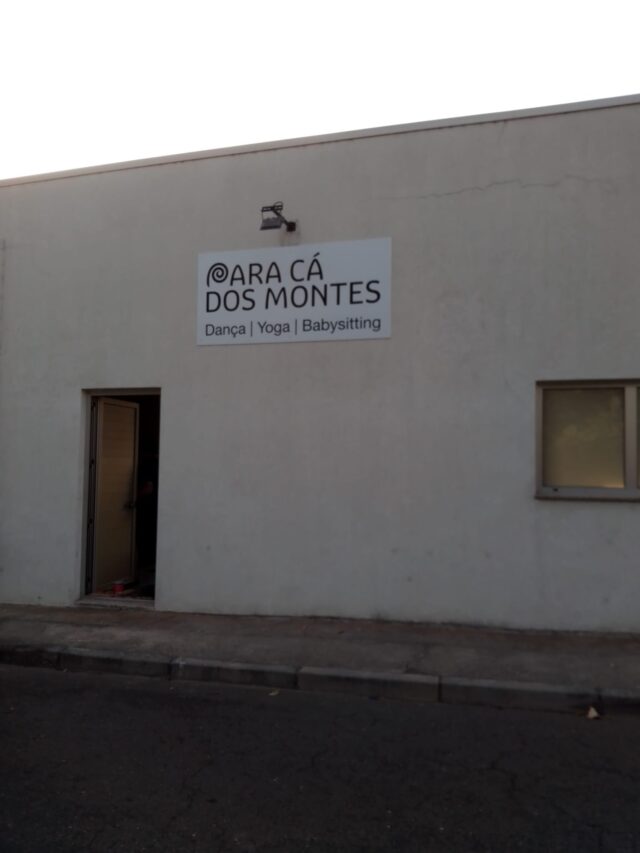 PARA CÁ
DOS MONTES
Dança | Yoga | Babysitting